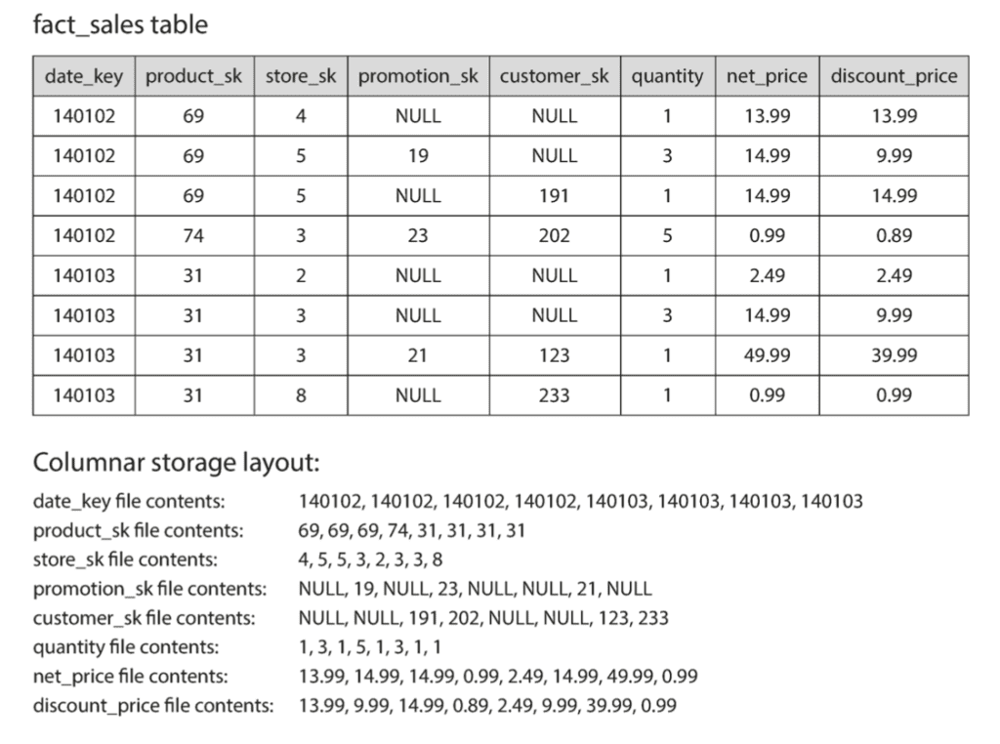 fact_sales table
date_key product_sk store_sk promotion_sk customer_sk quantity net_price discount_price
140102 69 4 NULL NULL 1 13.99 13.99
140102 69 5 19 NULL 3 14.99 9.99
140102 69 5 NULL 191 1 14.99 14.99
140102 74 3 23 202 5 0.99 0.89
140103 31 2 NULL NULL 1 2.49 2.49
140103 31 3 NULL NULL 3 14.99 9.99
140103 31 3 21 123 1 49.99 39.99
140103 31 8 NULL 233 1 0.99 0.99
Columnar storage layout:
date_key file contents: 140102, 140102, 140102, 140102, 140103, 140103, 140103, 140103
product_sk file contents: 69, 69, 69, 74, 31, 31, 31, 31
store_sk file contents: 4, 5, 5, 3, 2, 3, 3, 8
promotion_sk file contents: NULL, 19, NULL, 23, NULL, NULL, 21, NULL
customer_sk file contents: NULL, NULL, 191, 202, NULL, NULL, 123, 233
quantity file contents: 1, 3, 1, 5, 1, 3, 1, 1
net_price file contents: 13.99, 14.99, 14.99, 0.99, 2.49, 14.99, 49.99, 0.99
discount_price file contents: 13.99, 9.99, 14.99, 0.89, 2.49, 9.99, 39.99, 0.99